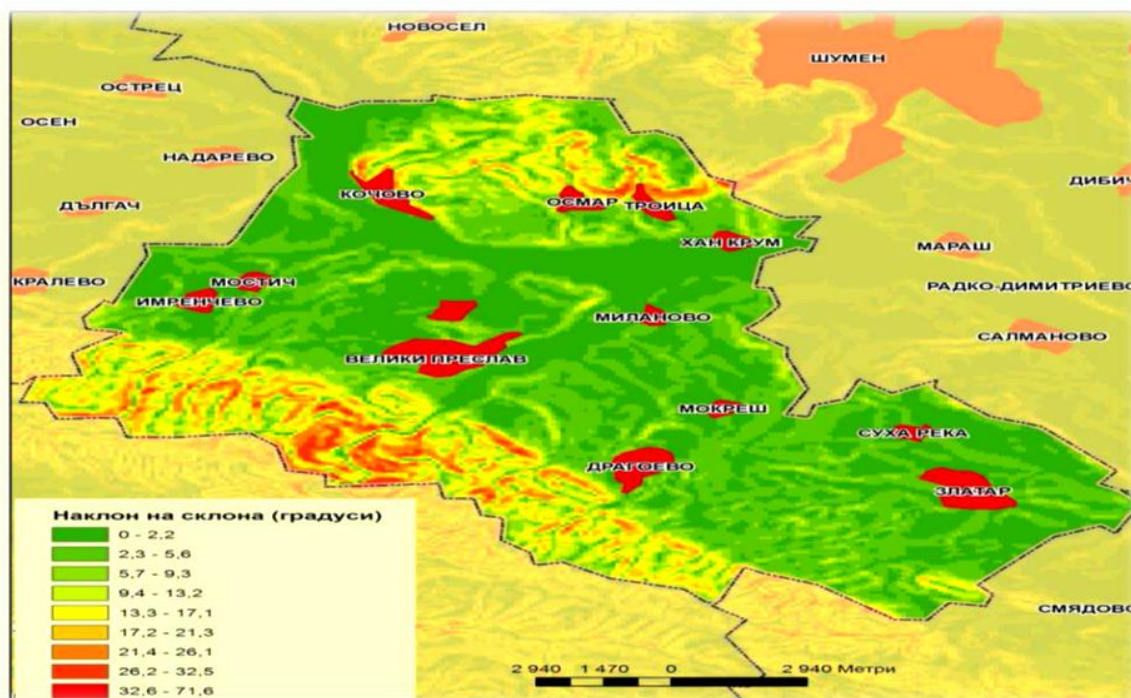 НОВОСЕЛ
ШУМЕН
ОСТРЕЦ
ОСЕН
НАДАРЕВО
КОЧОВО
ОСМАР
ТРОИЦА
ДИБИЧ
ДЪЛГАЧ
ХАН КРУМ
МАРАШ
КРАЛЕВО
МОСТИЧ
ИМРЕНЧЕВО
РАДКО-ДИМИТРИЕВО
МИЛАНОВО
САЛМАНОВО
ВЕЛИКИ ПРЕСЛАВ
МОКРЕШ
СУХА РЕКА
ДРАГОЕВО
ЗЛАТАР
СМЯДОВО
Наклон на склона (градуси)
0 - 2,2
2,3 - 5,6
5,7 - 9,3
9,4 - 13,2
13,3 - 17,1
17,2 - 21,3
21,4 - 26,1
26,2 - 32,5
32,6 - 71,6
2 940 1 470 0 2 940 Метри